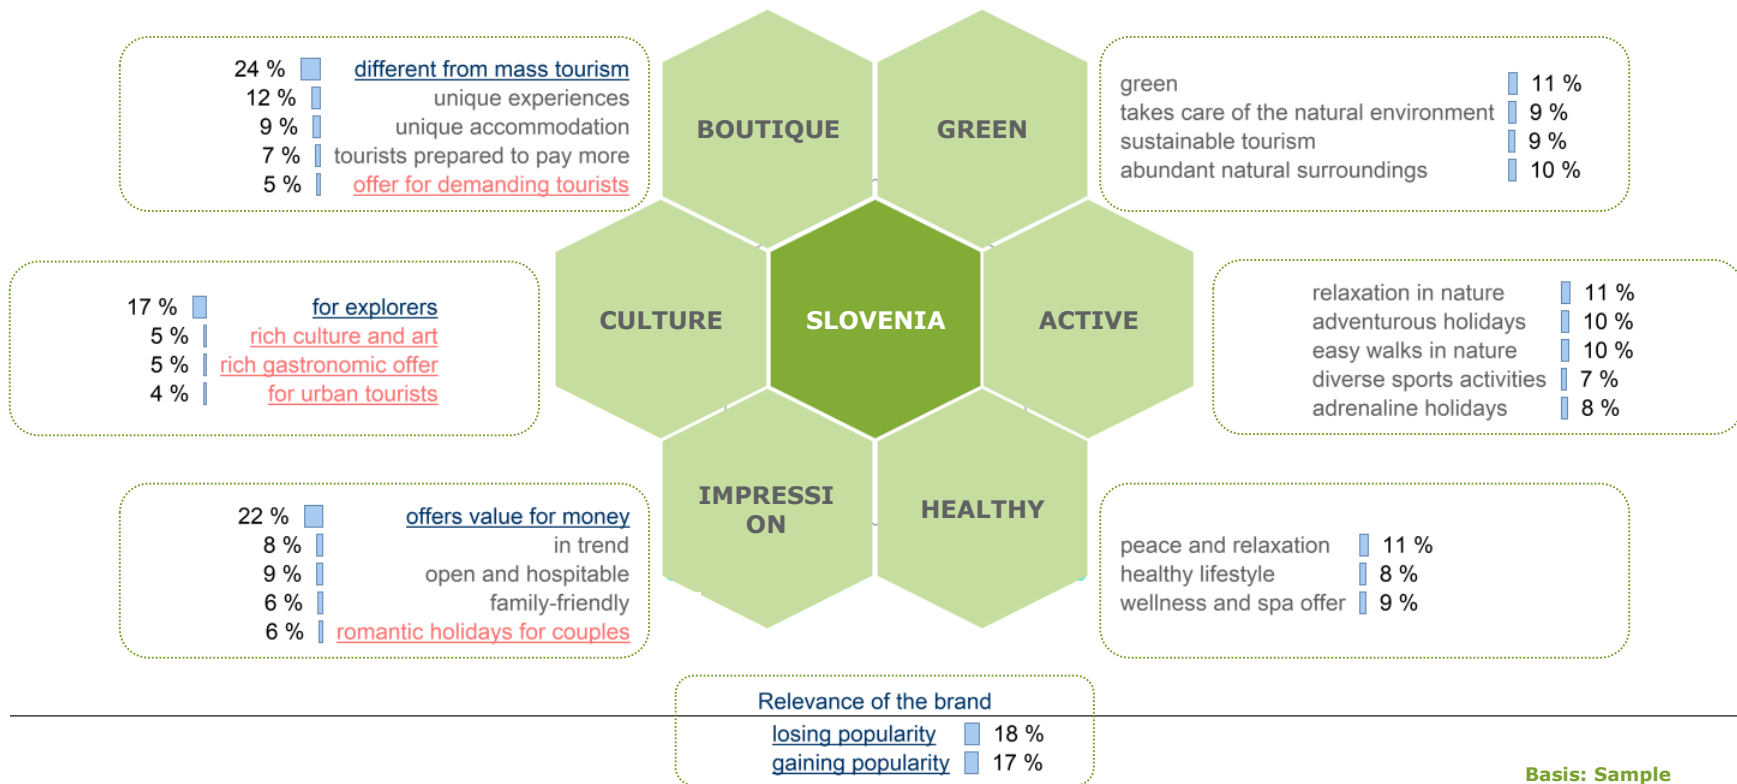 BOUTIQUE
24 % different from mass tourism
12 % unique experiences
9 % unique accommodation
7 % tourists prepared to pay more
5 % offer for demanding tourists
GREEN
green 11 %
takes care of the natural environment 9 %
sustainable tourism 9 %
abundant natural surroundings 10 %
CULTURE
17 % for explorers
5 % rich culture and art
5 % rich gastronomic offer
4 % for urban tourists
SLOVENIA
ACTIVE
relaxation in nature 11 %
adventurous holidays 10 %
easy walks in nature 10 %
diverse sports activities 7 %
adrenaline holidays 8 %
IMPRESSI
ON
22 % offers value for money
8 % in trend
9 % open and hospitable
6 % family-friendly
6 % romantic holidays for couples
HEALTHY
peace and relaxation 11 %
healthy lifestyle 8 %
wellness and spa offer 9 %
Relevance of the brand
losing popularity 18 %
gaining popularity 17 %
Basis: Sample